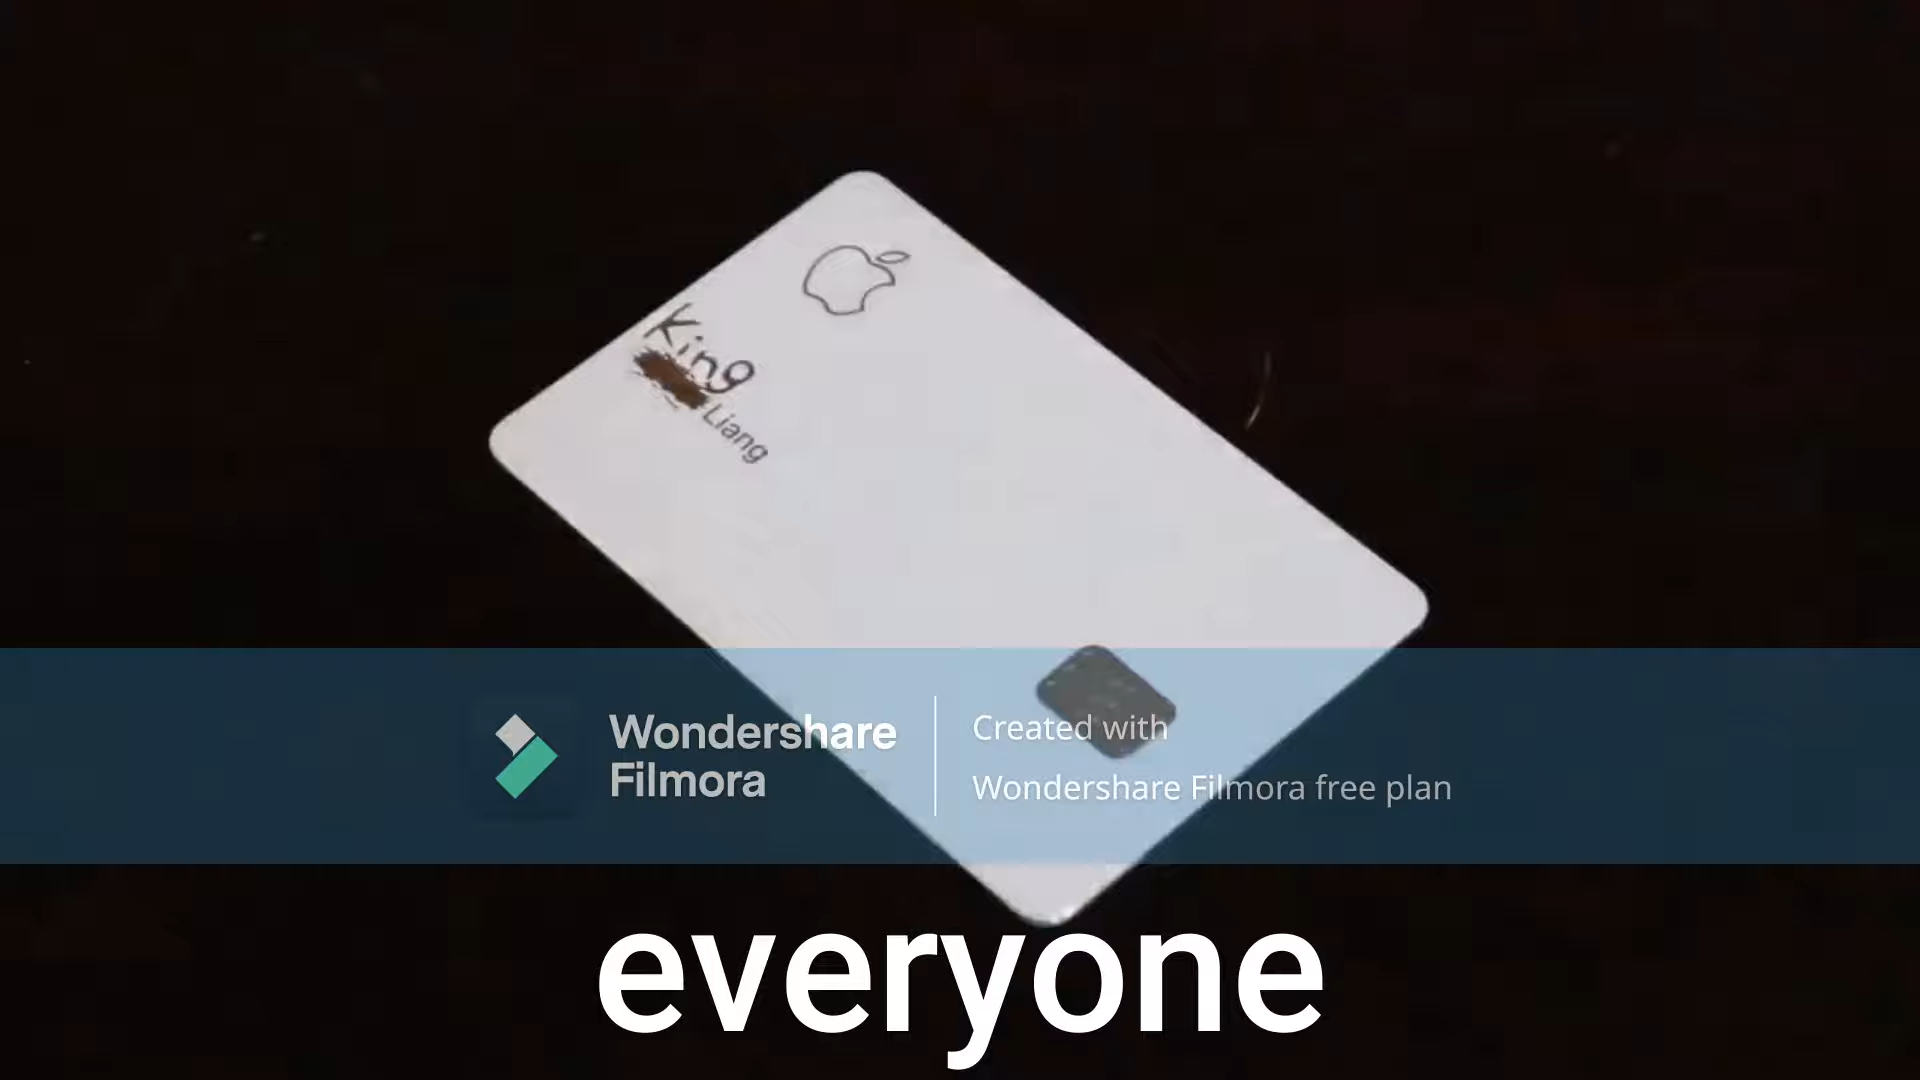 King
Liang
Wondershare
Filmora
Created with
Wondershare Filmora free plan
everyone